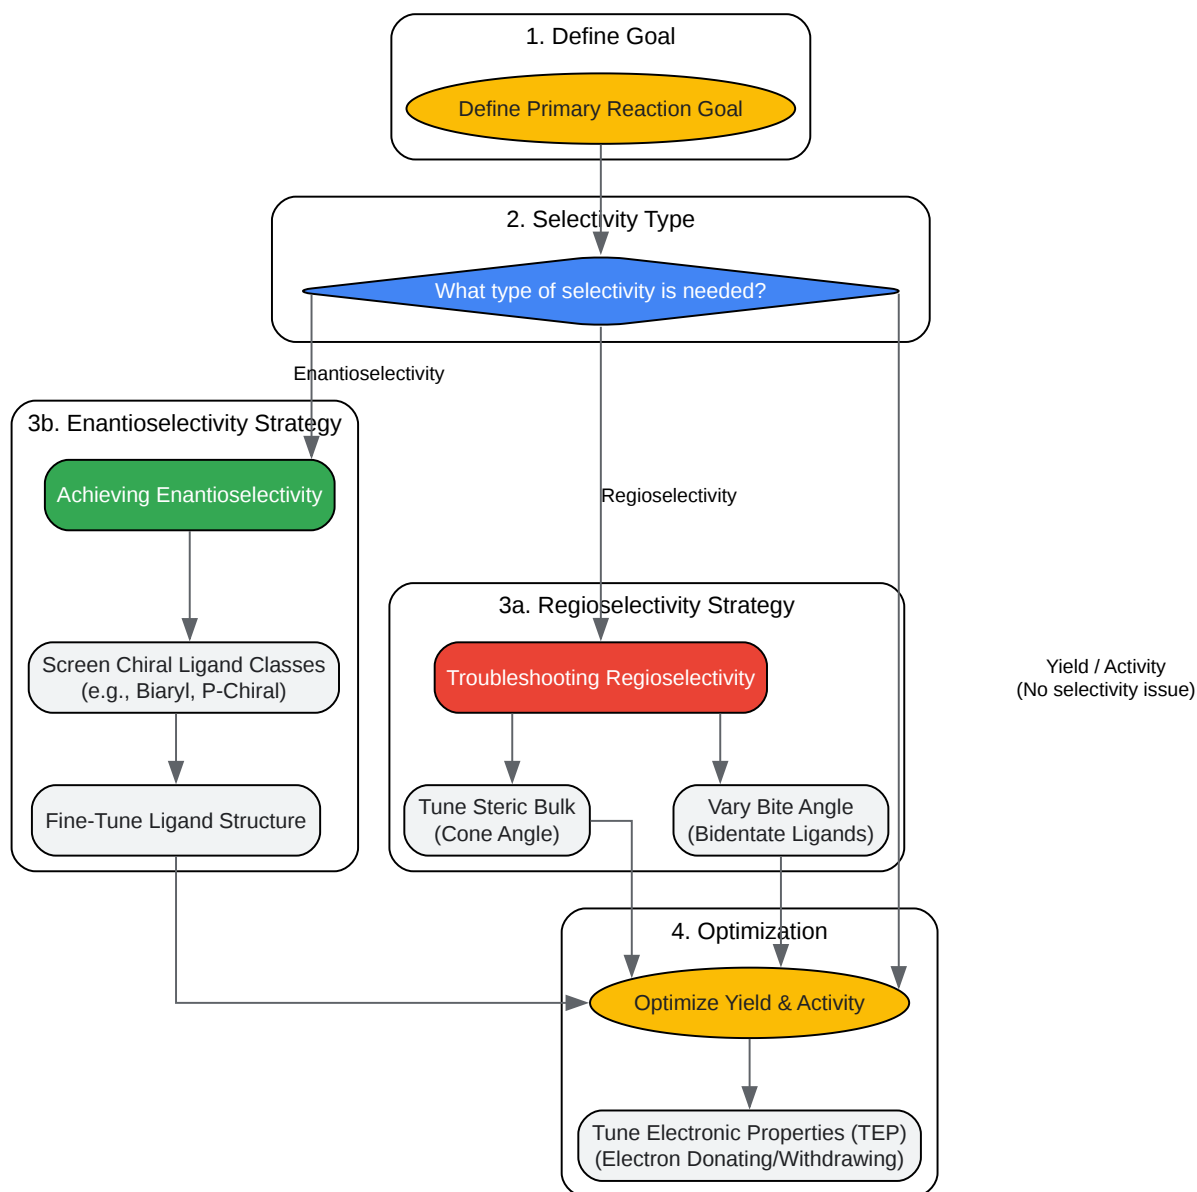 1. Define Goal
Define Primary Reaction Goal
2. Selectivity Type
What type of selectivity is needed?
Enantioselectivity
3b. Enantioselectivity Strategy
Achieving Enantioselectivity
Regioselectivity
3a. Regioselectivity Strategy
Screen Chiral Ligand Classes
(e.g., Biaryl, P-Chiral)
Troubleshooting Regioselectivity
Yield / Activity
(No selectivity issue)
Fine-Tune Ligand Structure
Tune Steric Bulk
(Cone Angle)
Vary Bite Angle
(Bidentate Ligands)
4. Optimization
Optimize Yield & Activity
Tune Electronic Properties (TEP)
(Electron Donating/Withdrawing)